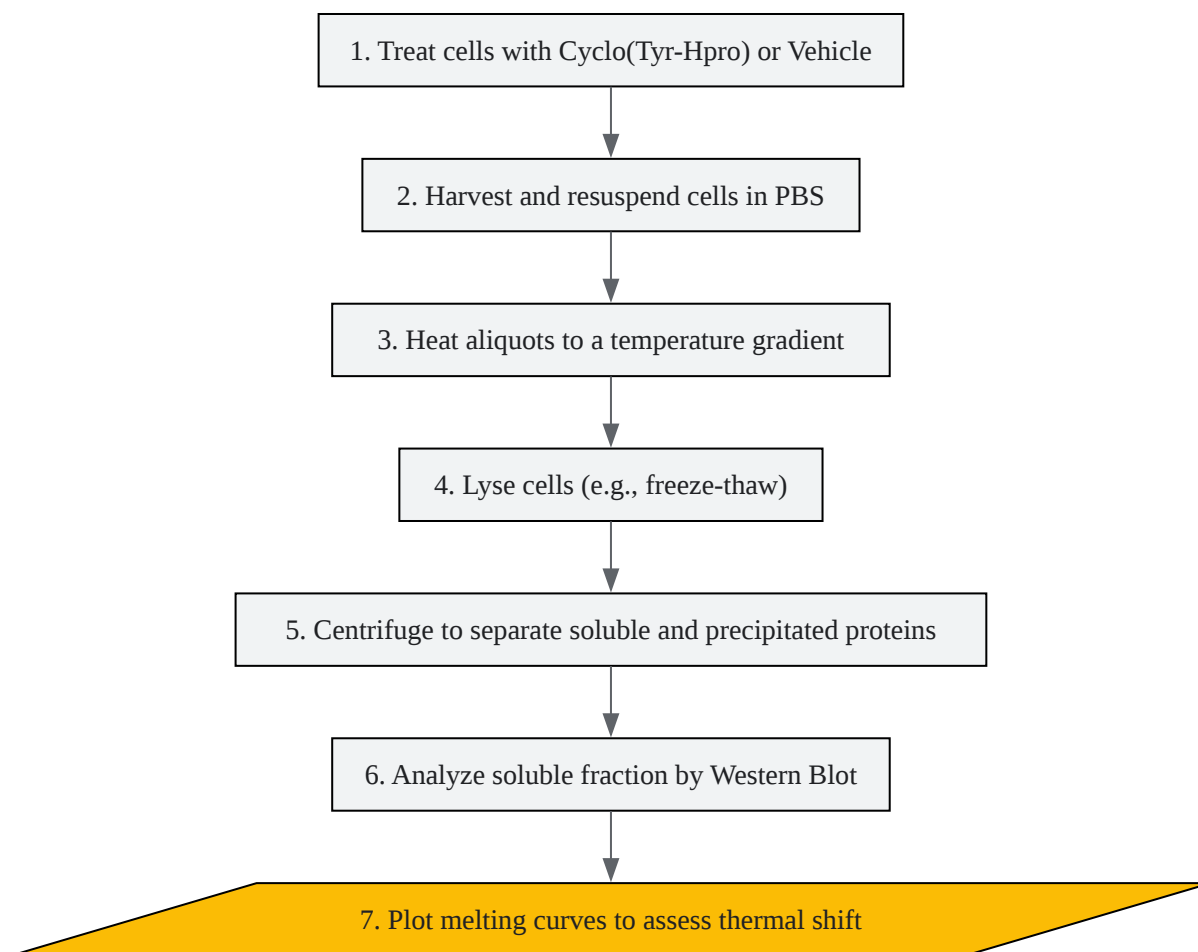 1. Treat cells with Cyclo(Tyr-Hpro) or Vehicle
2. Harvest and resuspend cells in PBS
3. Heat aliquots to a temperature gradient
4. Lyse cells (e.g., freeze-thaw)
5. Centrifuge to separate soluble and precipitated proteins
6. Analyze soluble fraction by Western Blot
7. Plot melting curves to assess thermal shift